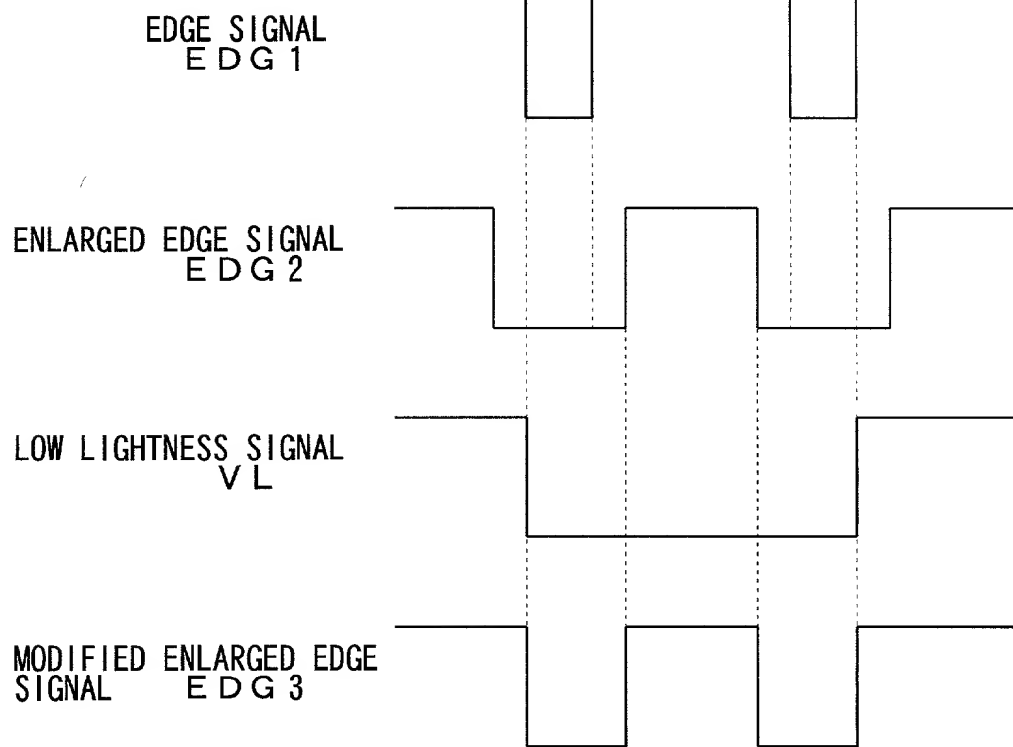 EDGE SIGNAL
EDG1
ENLARGED EDGE SIGNAL
EDG2
LOW LIGHTNESS SIGNAL
VL
MODIFIED ENLARGED EDGE
SIGNAL EDG3